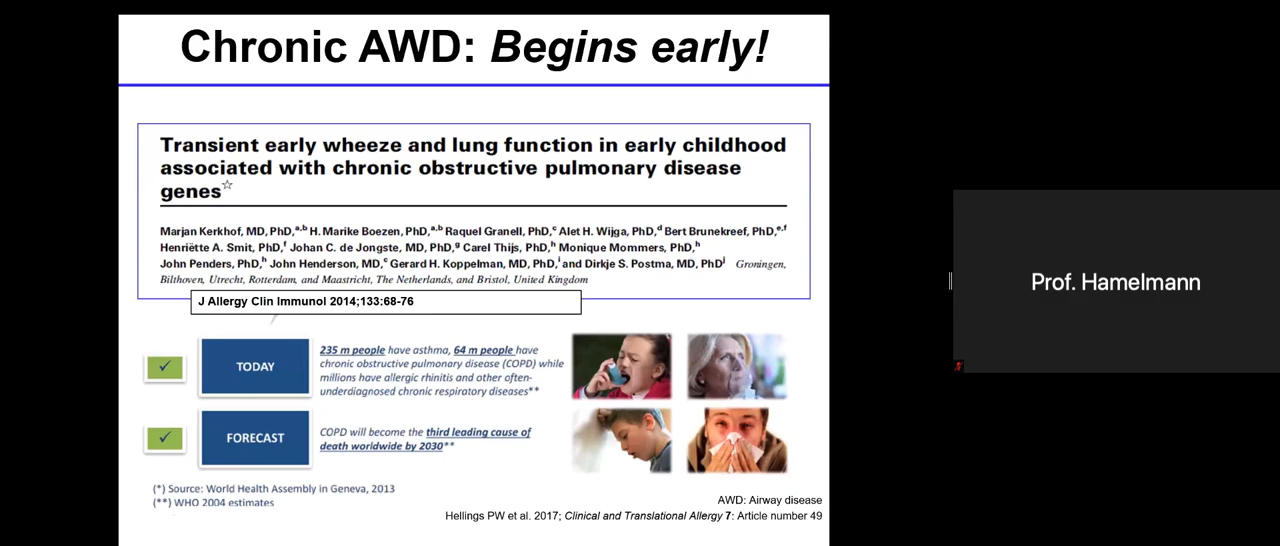 Chronic AWD: Begins early!
Transient early wheeze and lung function in early childhood
associated with chronic obstructive pulmonary disease
genes☆
Marjan Kerkhof, MD, PhD,a,b H. Marike Boezen, PhD,a,b Raquel Granell, PhD,c Alet H. Wijga, PhD,d Bert Brunekreef, PhD,e,f
Henriëtte A. Smit, PhD,f Johan C. de Jongste, MD, PhD,g Carel Thijs, PhD,h Monique Mommers, PhD,h
John Penders, PhD,h John Henderson, MD,c Gerard H. Koppelman, MD, PhD,i and Dirkje S. Postma, MD, PhDj Groningen,
Bilthoven, Utrecht, Rotterdam, and Maastricht, The Netherlands, and Bristol, United Kingdom
J Allergy Clin Immunol 2014;133:68-76
TODAY
235 m people have asthma, 64 m people have
chronic obstructive pulmonary disease (COPD) while
millions have allergic rhinitis and other often-
underdiagnosed chronic respiratory diseases**
FORECAST
COPD will become the third leading cause of
death worldwide by 2030**
(*) Source: World Health Assembly in Geneva, 2013
(**) WHO 2004 estimates
AWD: Airway disease
Hellings PW et al. 2017; Clinical and Translational Allergy 7: Article number 49
Prof. Hamelmann